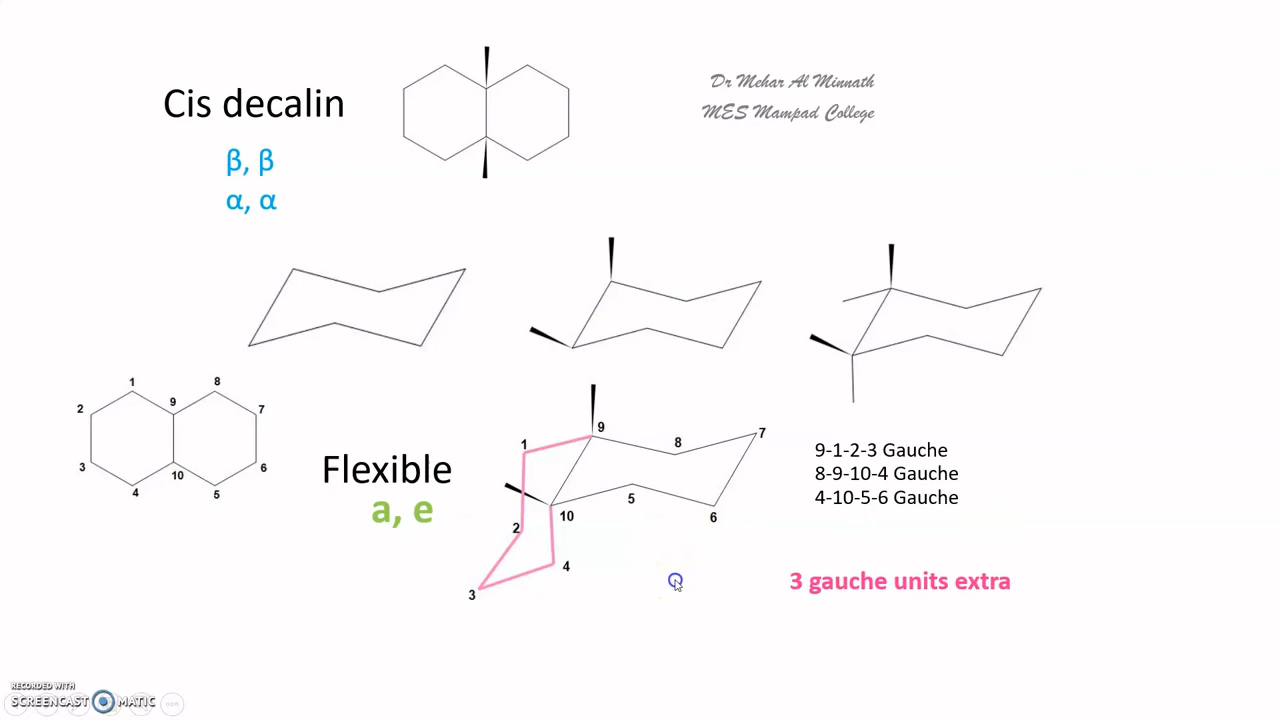 Cis decalin
β, β
α, α
Dr Mehar Al Minnath
MES Mampad College
1
8
2
9
7
3
10
6
4
5
Flexible
a, e
9
1
8
7
5
10
6
2
4
3
9-1-2-3 Gauche
8-9-10-4 Gauche
4-10-5-6 Gauche
3 gauche units extra
RECORDED WITH
SCREENCAST MATIC